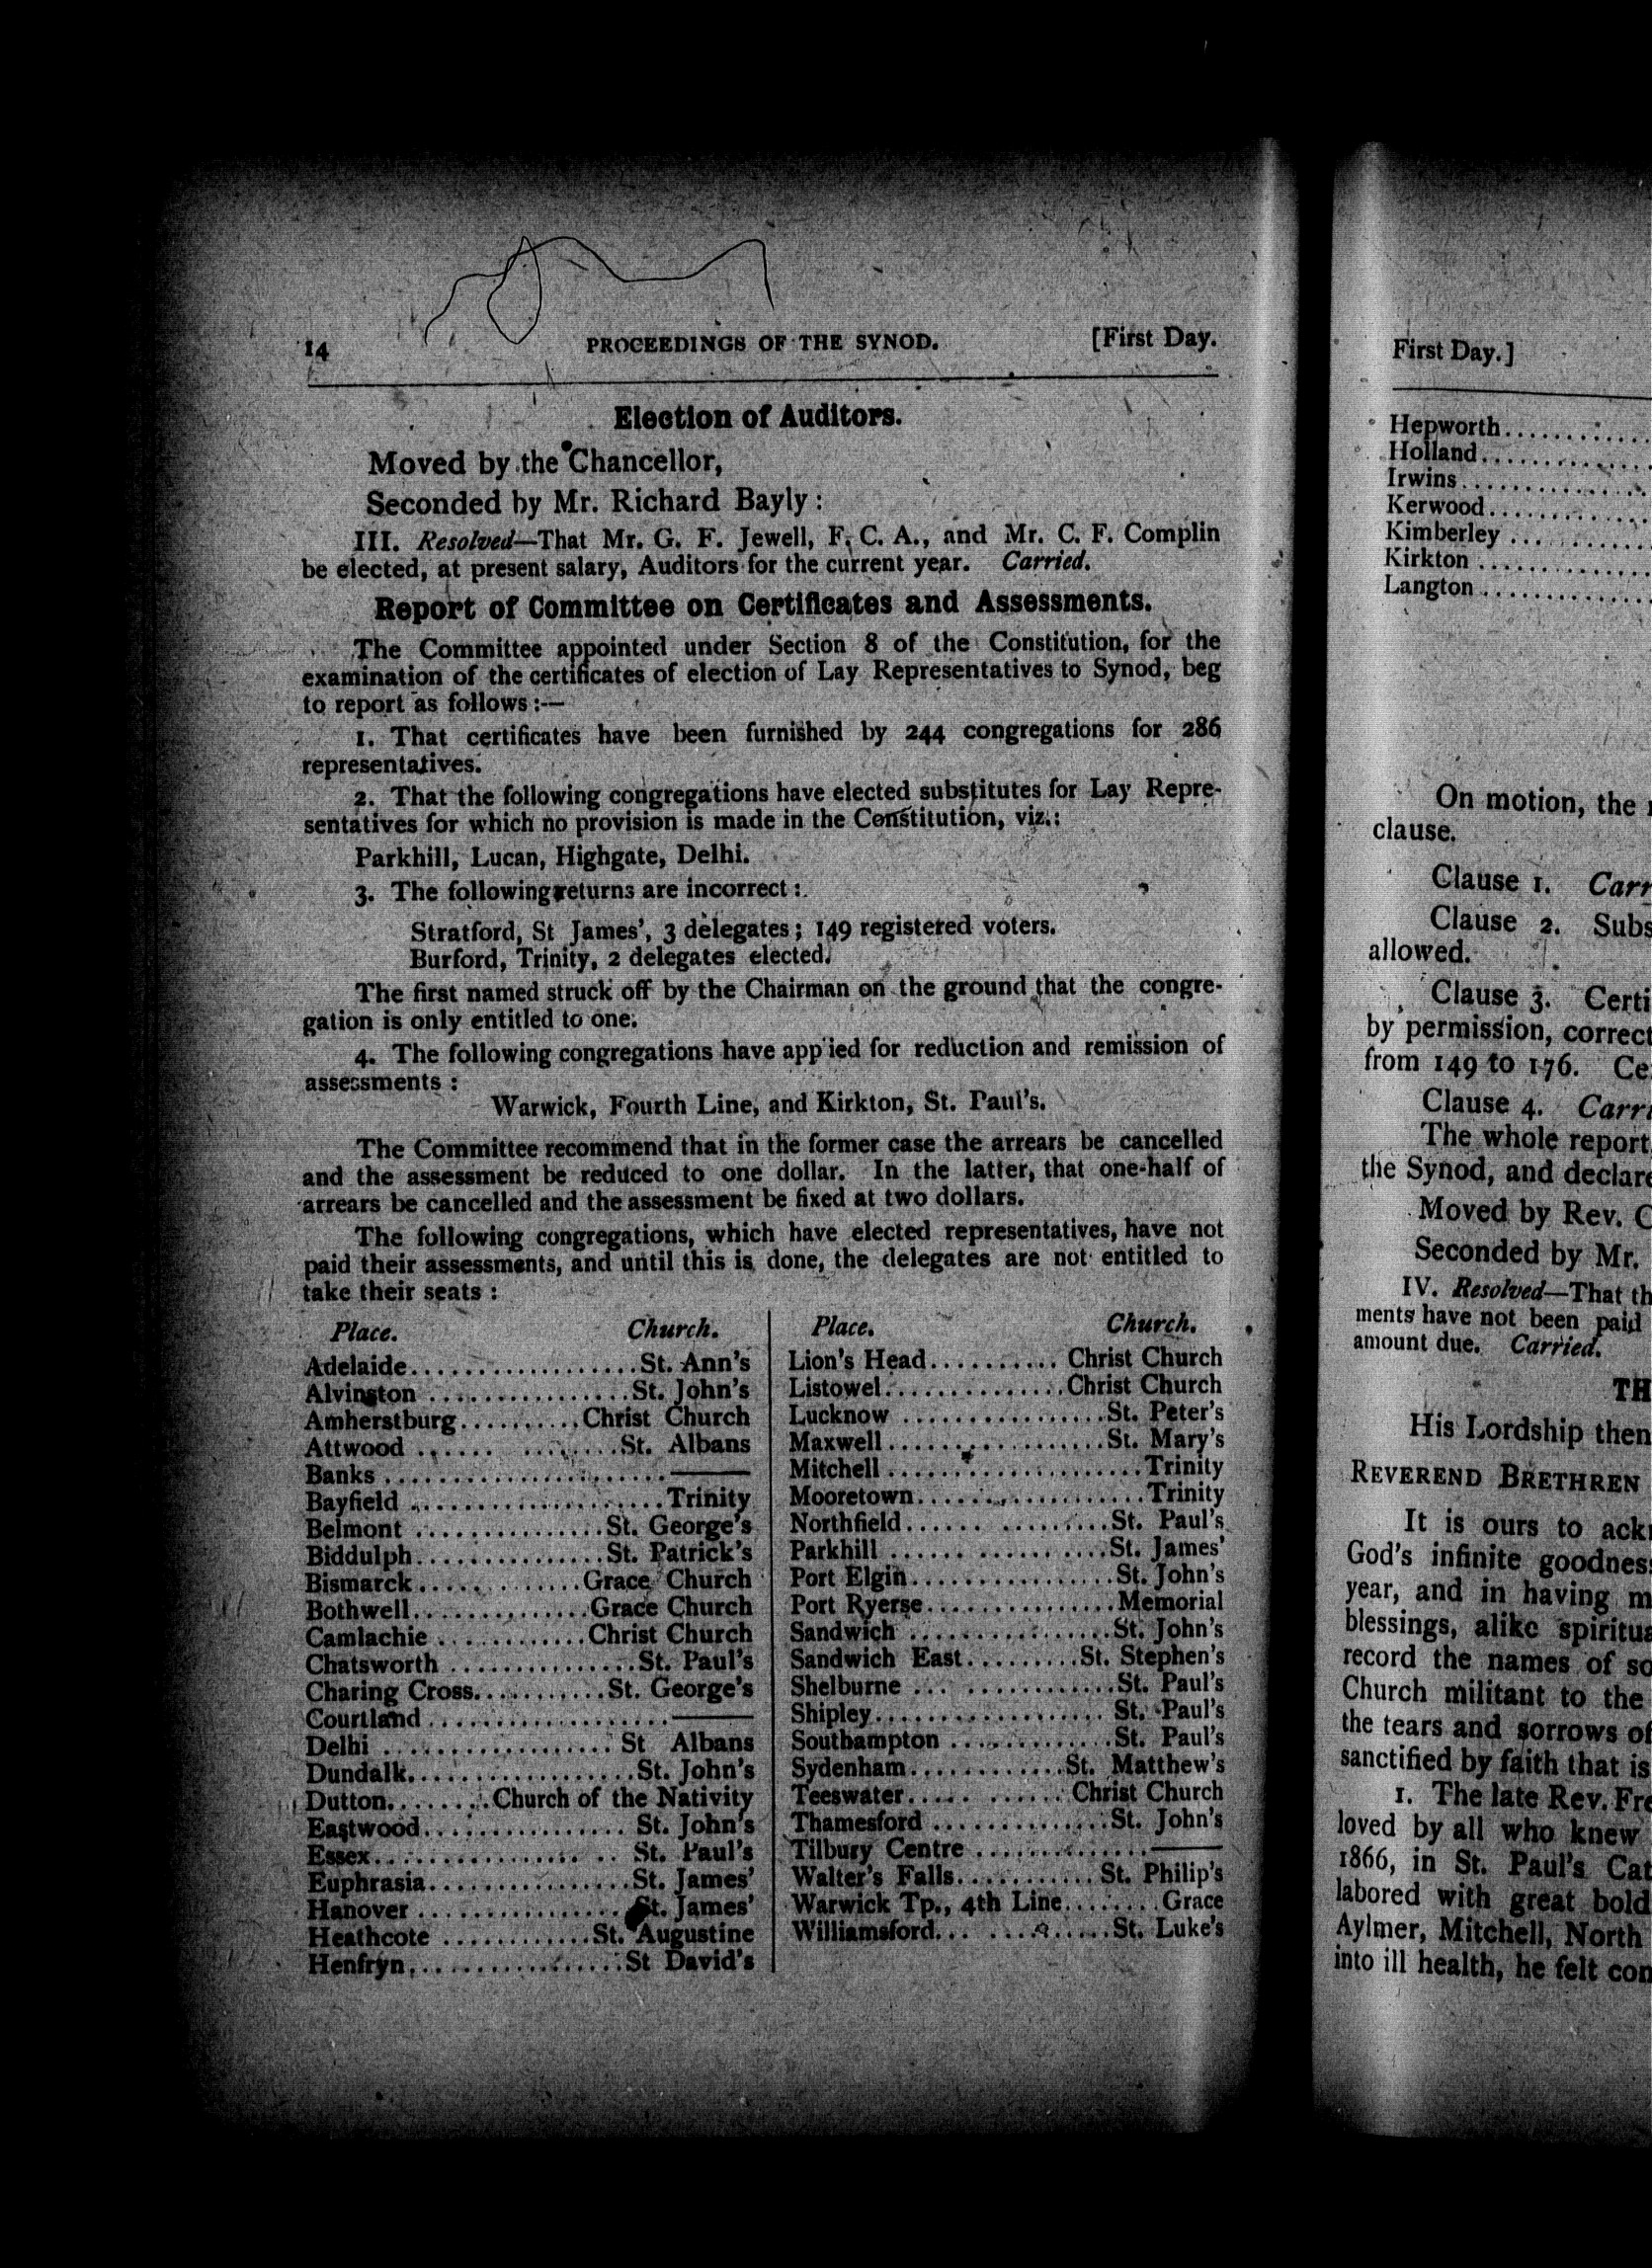 14 PROCEEDINGS OF THE SYNOD. [First Day.
Election of Auditors.
Moved by the Chancellor,
Seconded by Mr. Richard Bayly :
III. Resolved—That Mr. G. F. Jewell, F. C. A., and Mr. C. F. Complin
be elected, at present salary, Auditors for the current year. Carried.
Report of Committee on Certificates and Assessments.
The Committee appointed under Section 8 of the Constitution, for the
examination of the certificates of election of Lay Representatives to Synod, beg
to report as follows :—
1. That certificates have been furnished by 244 congregations for 286
representatives.
2. That the following congregations have elected substitutes for Lay Repre-
sentatives for which no provision is made in the Constitution, viz.:
Parkhill, Lucan, Highgate, Delhi.
3. The following returns are incorrect :
Stratford, St James', 3 delegates ; 149 registered voters.
Burford, Trinity, 2 delegates elected.
The first named struck off by the Chairman on the ground that the congre-
gation is only entitled to one.
4. The following congregations have app'ied for reduction and remission of
assessments :
Warwick, Fourth Line, and Kirkton, St. Paul's.
The Committee recommend that in the former case the arrears be cancelled
and the assessment be reduced to one dollar. In the latter, that one-half of
arrears be cancelled and the assessment be fixed at two dollars.
The following congregations, which have elected representatives, have not
paid their assessments, and until this is done, the delegates are not entitled to
take their seats :
Place. Church.
Adelaide....................St. Ann's
Alvington ..................St. John's
Amherstburg..........Christ Church
Attwood ...... ........St. Albans
Banks .........................———
Bayfield ......................Trinity
Belmont ................St. George's
Biddulph................St. Patrick's
Bismarck..............Grace Church
Bothwell...............Grace Church
Camlachie ............Christ Church
Chatsworth ................St. Paul's
Charing Cross...........St. George's
Courtland ......................———
Delhi ...................St Albans
Dundalk...................St. John's
Dutton.........Church of the Nativity
Eastwood................. St. John's
Essex.................. .. St. Paul's
Euphrasia.................St. James'
Hanover ..................St. James'
Heathcote ............St. Augustine
Henfryn...................St David's
Place. Church.
Lion's Head.......... Christ Church
Listowel...............Christ Church
Lucknow .................St. Peter's
Maxwell....................St. Mary's
Mitchell ......................Trinity
Mooretown...................Trinity
Northfield...... ..........St. Paul's
Parkhill ...................St. James'
Port Elgin.................St. John's
Port Ryerse................Memorial
Sandwich .................St. John's
Sandwich East.........St. Stephen's
Shelburne ... .............St. Paul's
Shipley................... St. Paul's
Southampton ..............St. Paul's
Sydenham............St. Matthew's
Teeswater..... .......... Christ Church
Thamesford ...............St. John's
Tilbury Centre ................———
Walter's Falls............ St. Philip's
Warwick Tp., 4th Line........Grace
Williamsford... .........St. Luke's
First Day.]
Hepworth............
Holland..............
Irwins................
Kerwood..............
Kimberley ............
Kirkton ..............
Langton ..............
On motion, the
clause.
Clause 1. Carr
Clause 2. Subs
allowed.
Clause 3. Certi
by permission, correct
from 149 to 176. Ce
Clause 4. Carri
The whole report
the Synod, and declare
Moved by Rev. C
Seconded by Mr.
IV. Resolved—That th
ments have not been paid
amount due. Carried.
TH
His Lordship then
REVEREND BRETHREN
It is ours to ack
God's infinite goodness
year, and in having m
blessings, alike spiritua
record the names of so
Church militant to the
the tears and sorrows of
sanctified by faith that is
1. The late Rev. Fre
loved by all who knew
1866, in St. Paul's Cat
labored with great bold
Aylmer, Mitchell, North
into ill health, he felt con